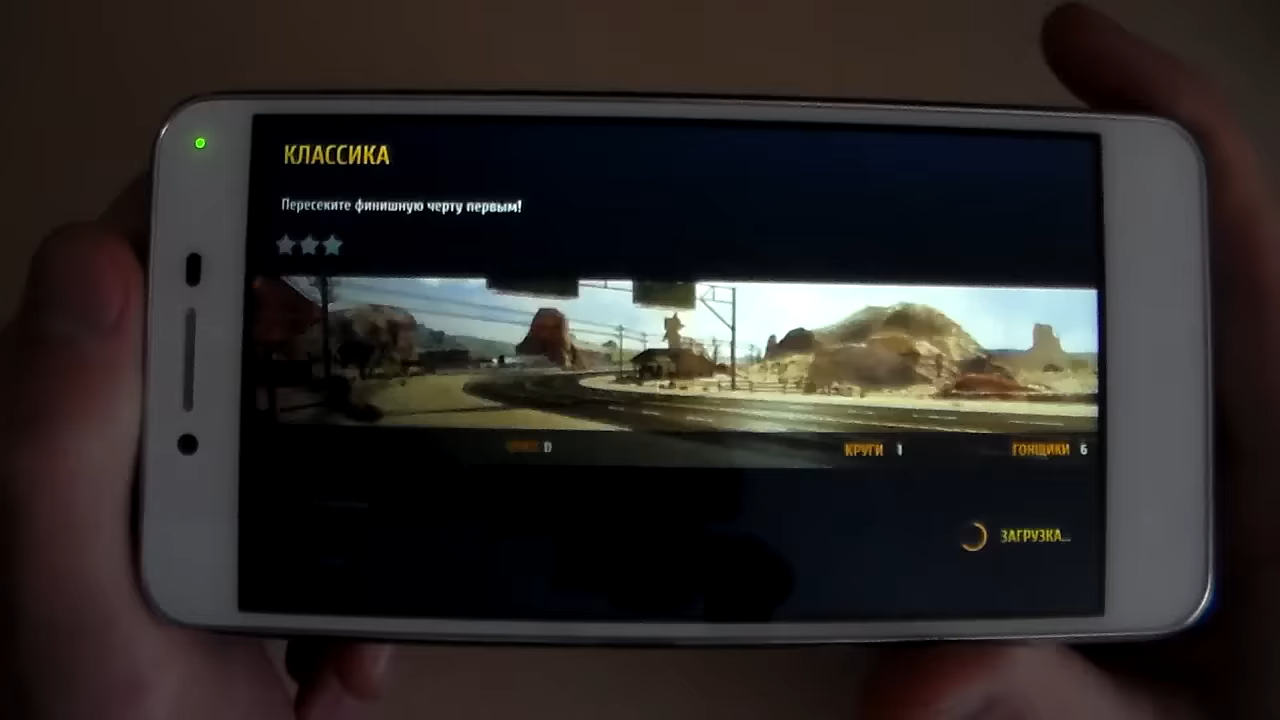 КЛАССИКА
Пересеките финишную черту первым!
D КРУГИ 1 ГОНЩИКИ 6
ЗАГРУЗКА...